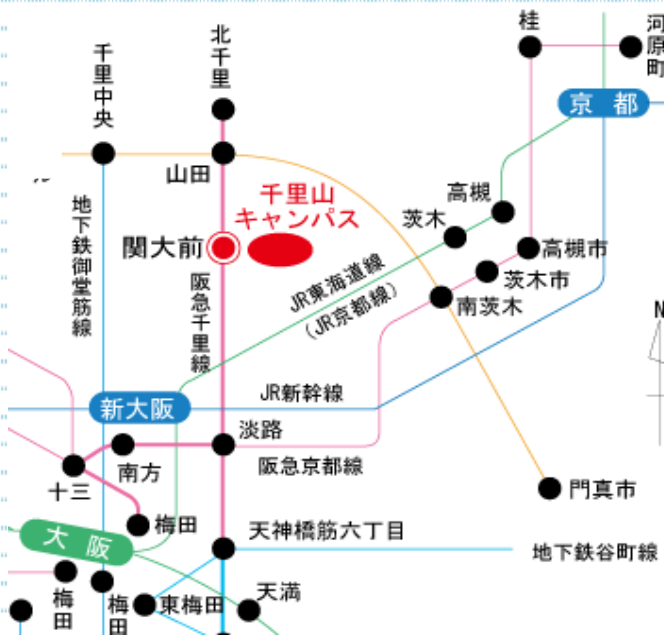 桂
河原町
北千里
千里中央
京都
山田
千里山
キャンパス
高槻
茨木
関大前
高槻市
地下鉄御堂筋線
阪急千里線
JR東海道線
(JR京都線)
茨木市
南茨木
N
JR新幹線
新大阪
淡路
阪急京都線
南方
十三
門真市
梅田
天神橋筋六丁目
大阪
地下鉄谷町線
梅田
梅田
東梅田
天満